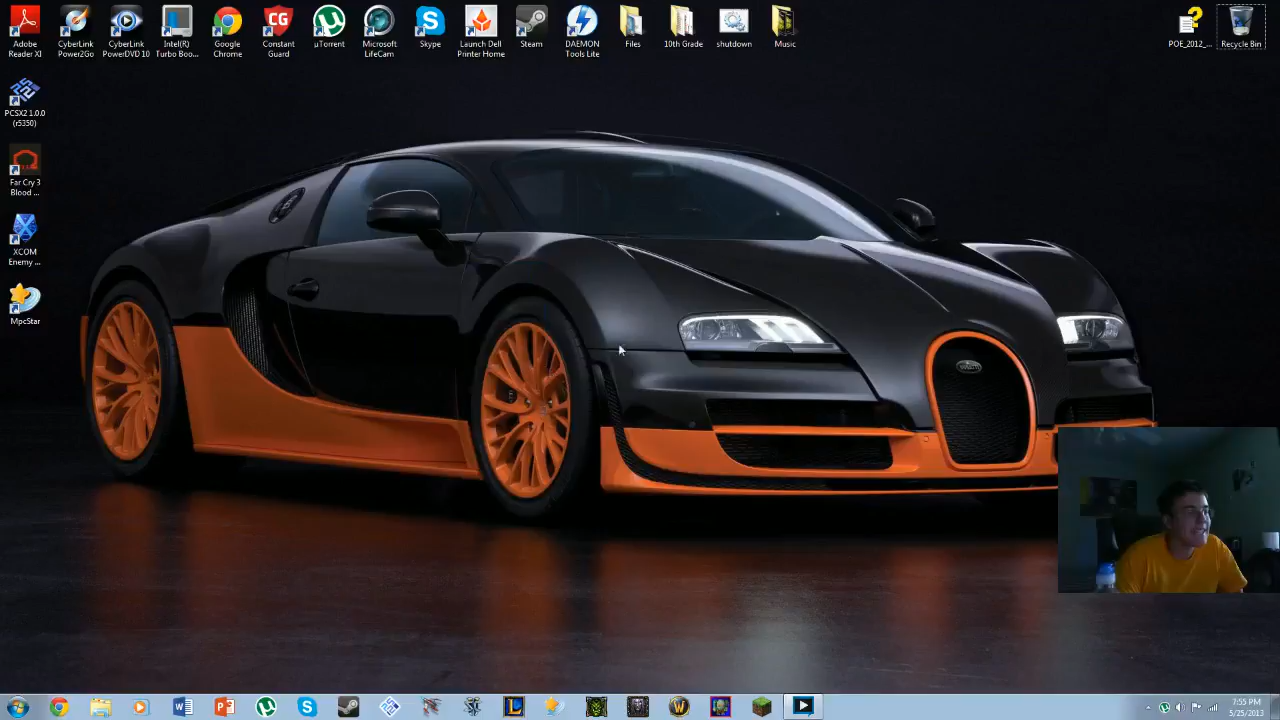 Adobe
Reader XI
CyberLink
Power2Go
CyberLink
PowerDVD 10
Intel(R)
Turbo Boo...
Google
Chrome
Constant
Guard
µTorrent
Microsoft
LifeCam
Skype
Launch Dell
Printer Home
Steam
DAEMON
Tools Lite
Files
10th Grade
shutdown
Music
POE_2012_...
Recycle Bin
PCSX2 1.0.0
(r5350)
Far Cry 3
Blood ...
XCOM
Enemy ...
MpcStar
7:55 PM
5/25/2013